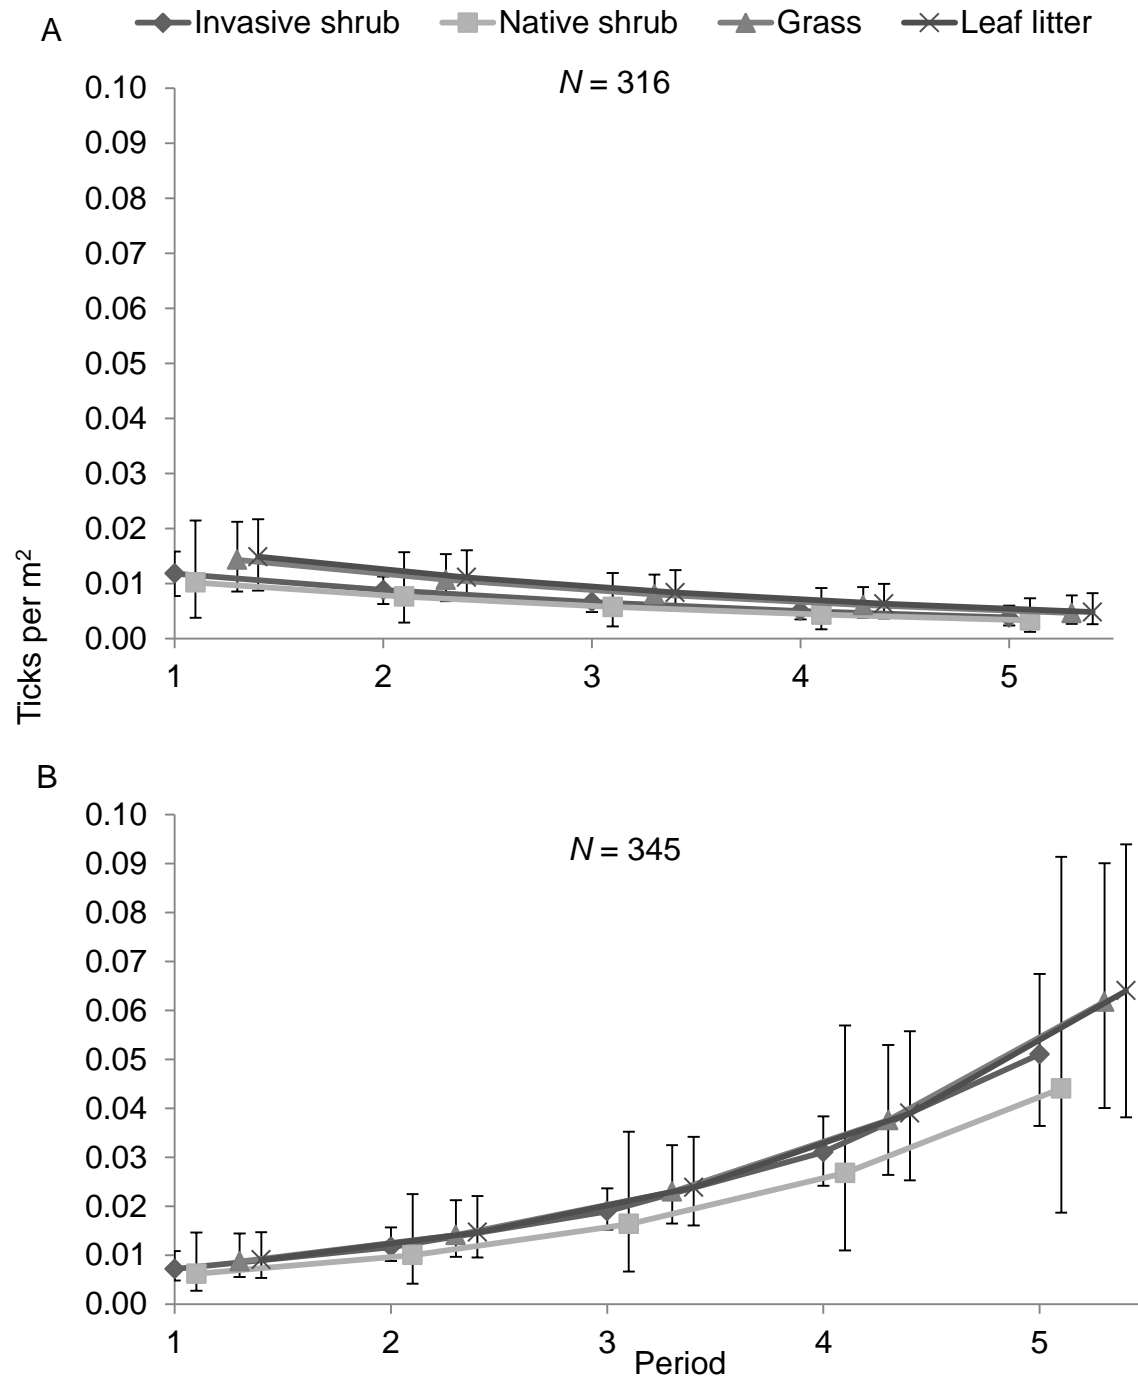 A
Invasive shrub Native shrub Grass Leaf litter
N = 316
0.10
0.09
0.08
0.07
0.06
0.05
0.04
0.03
0.02
0.01
0.00
1 2 3 4 5
Ticks per m²
B
N = 345
0.10
0.09
0.08
0.07
0.06
0.05
0.04
0.03
0.02
0.01
0.00
1 2 3 4 5
Period